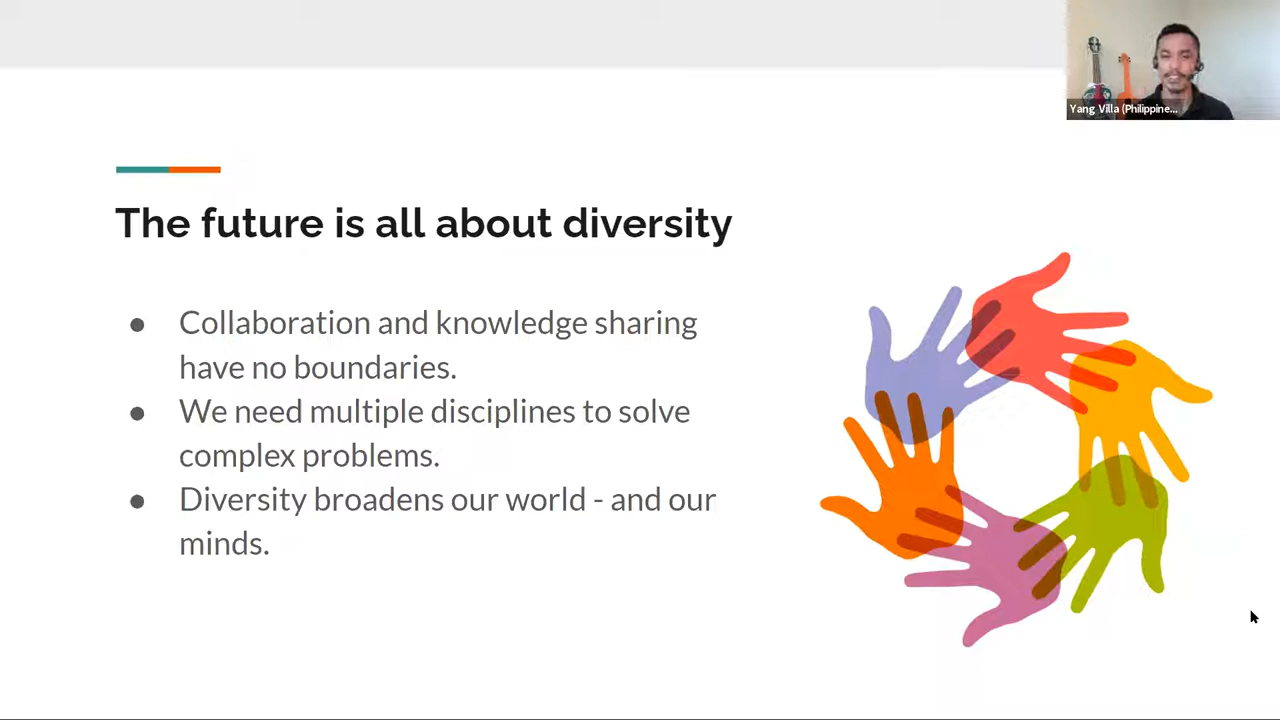 Yang Villa (Philippine...
The future is all about diversity
● Collaboration and knowledge sharing
have no boundaries.
● We need multiple disciplines to solve
complex problems.
● Diversity broadens our world - and our
minds.